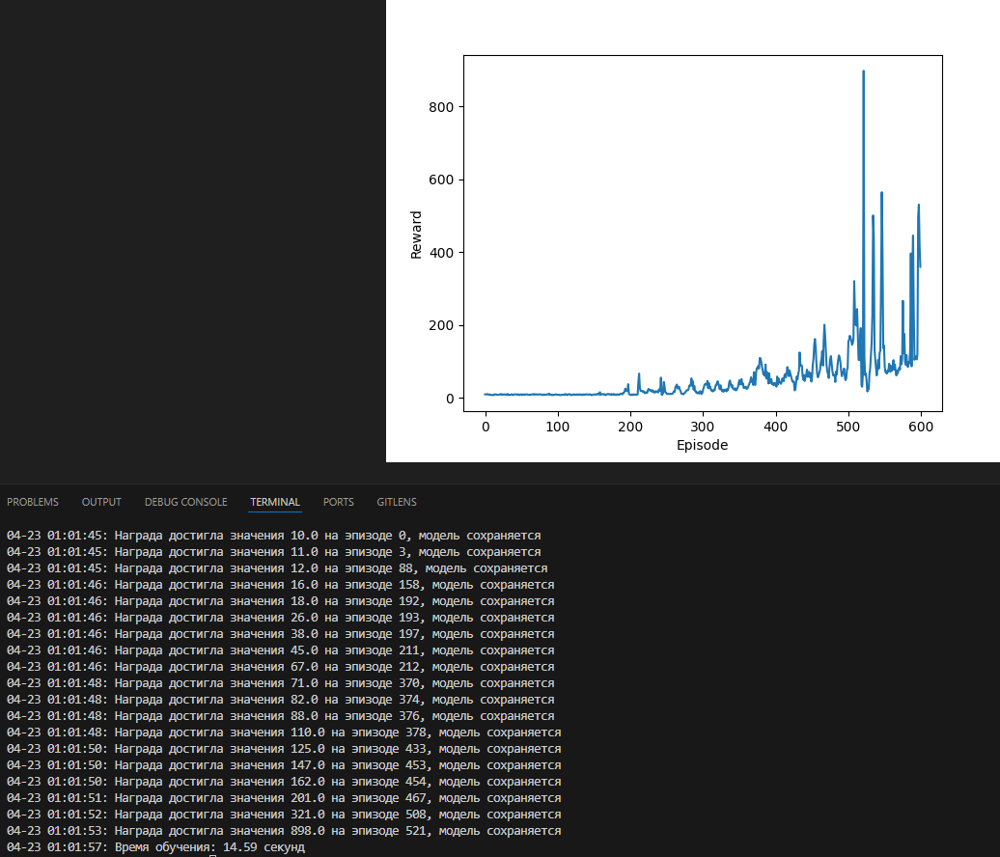 800
600
400
200
0
Reward
0 100 200 300 400 500 600
Episode
PROBLEMS OUTPUT DEBUG CONSOLE TERMINAL PORTS GITLENS
04-23 01:01:45: Награда достигла значения 10.0 на эпизоде 0, модель сохраняется
04-23 01:01:45: Награда достигла значения 11.0 на эпизоде 3, модель сохраняется
04-23 01:01:45: Награда достигла значения 12.0 на эпизоде 88, модель сохраняется
04-23 01:01:46: Награда достигла значения 16.0 на эпизоде 158, модель сохраняется
04-23 01:01:46: Награда достигла значения 18.0 на эпизоде 192, модель сохраняется
04-23 01:01:46: Награда достигла значения 26.0 на эпизоде 193, модель сохраняется
04-23 01:01:46: Награда достигла значения 38.0 на эпизоде 197, модель сохраняется
04-23 01:01:46: Награда достигла значения 45.0 на эпизоде 211, модель сохраняется
04-23 01:01:46: Награда достигла значения 67.0 на эпизоде 212, модель сохраняется
04-23 01:01:48: Награда достигла значения 71.0 на эпизоде 370, модель сохраняется
04-23 01:01:48: Награда достигла значения 82.0 на эпизоде 374, модель сохраняется
04-23 01:01:48: Награда достигла значения 88.0 на эпизоде 376, модель сохраняется
04-23 01:01:48: Награда достигла значения 110.0 на эпизоде 378, модель сохраняется
04-23 01:01:50: Награда достигла значения 125.0 на эпизоде 433, модель сохраняется
04-23 01:01:50: Награда достигла значения 147.0 на эпизоде 453, модель сохраняется
04-23 01:01:50: Награда достигла значения 162.0 на эпизоде 454, модель сохраняется
04-23 01:01:51: Награда достигла значения 201.0 на эпизоде 467, модель сохраняется
04-23 01:01:52: Награда достигла значения 321.0 на эпизоде 508, модель сохраняется
04-23 01:01:53: Награда достигла значения 898.0 на эпизоде 521, модель сохраняется
04-23 01:01:57: Время обучения: 14.59 секунд